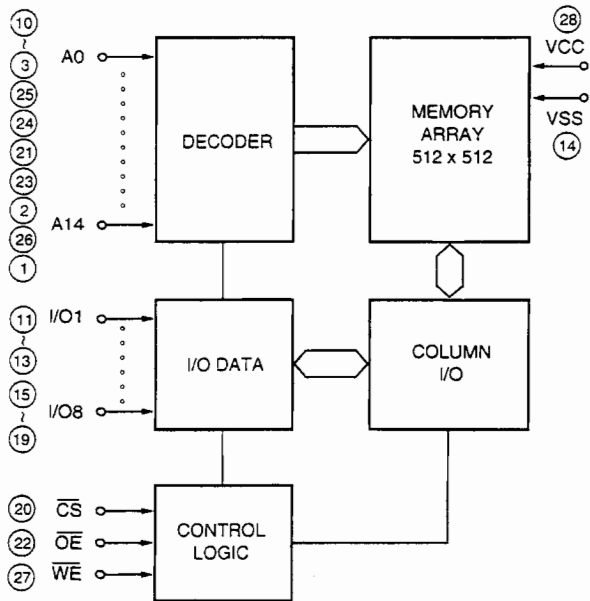 10
~
3
25
24
21
23
2
26
1
A0
A14
DECODER
MEMORY
ARRAY
512 x 512
28
VCC
VSS
14
11
~
13
15
~
19
I/O1
I/O8
I/O DATA
COLUMN
I/O
20 CS
22 OE
27 WE
CONTROL
LOGIC